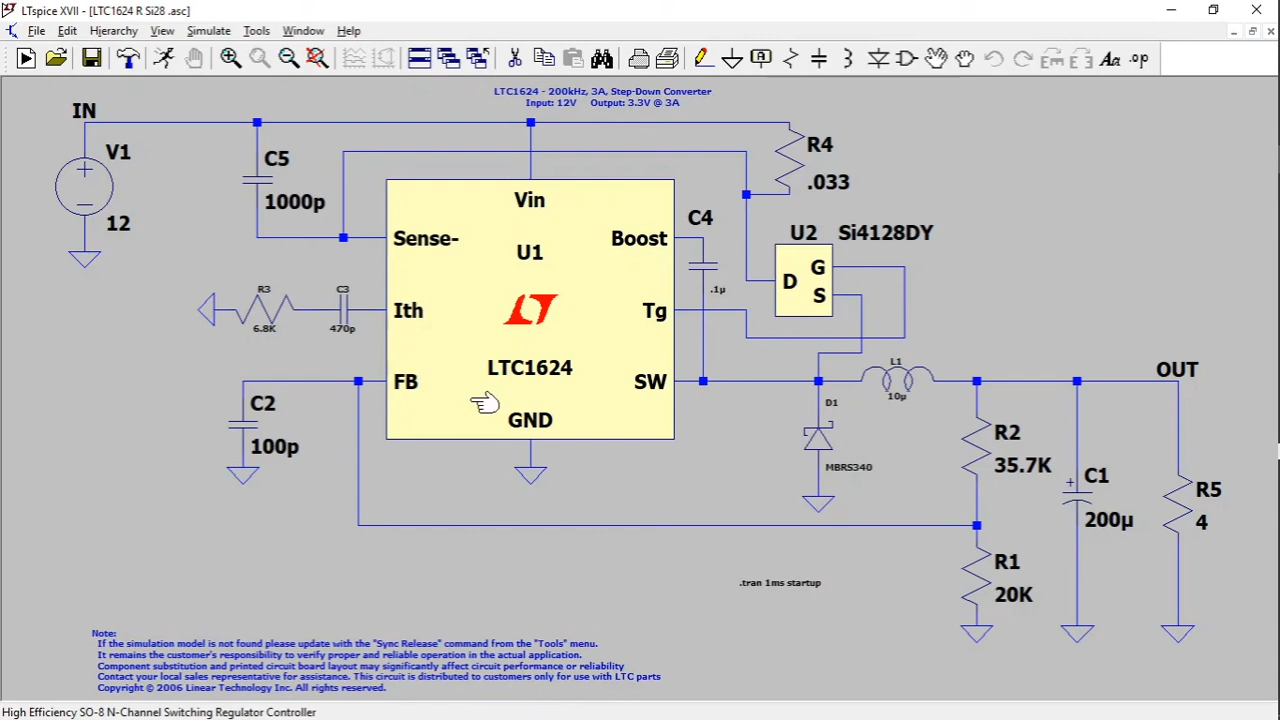 LTspice XVII - [LTC1624 R Si28 .asc]
File Edit Hierarchy View Simulate Tools Window Help
Aa .op
LTC1624 - 200kHz, 3A, Step-Down Converter
Input: 12V Output: 3.3V @ 3A
IN
V1
12
C5
1000p
R4
.033
Vin
Sense-
U1
Boost
C4
.1µ
U2 Si4128DY
D
G
S
R3
6.8K
C3
470p
Ith
Tg
LTC1624
FB
SW
GND
C2
100p
L1
10µ
OUT
D1
MBRS340
R2
35.7K
+
C1
200µ
R5
4
R1
20K
.tran 1ms startup
Note:
If the simulation model is not found please update with the "Sync Release" command from the "Tools" menu.
It remains the customer's responsibility to verify proper and reliable operation in the actual application.
Component substitution and printed circuit board layout may significantly affect circuit performance or reliability
Contact your local sales representative for assistance. This circuit is distributed to customers only for use with LTC parts
Copyright © 2006 Linear Technology Inc. All rights reserved.
High Efficiency SO-8 N-Channel Switching Regulator Controller